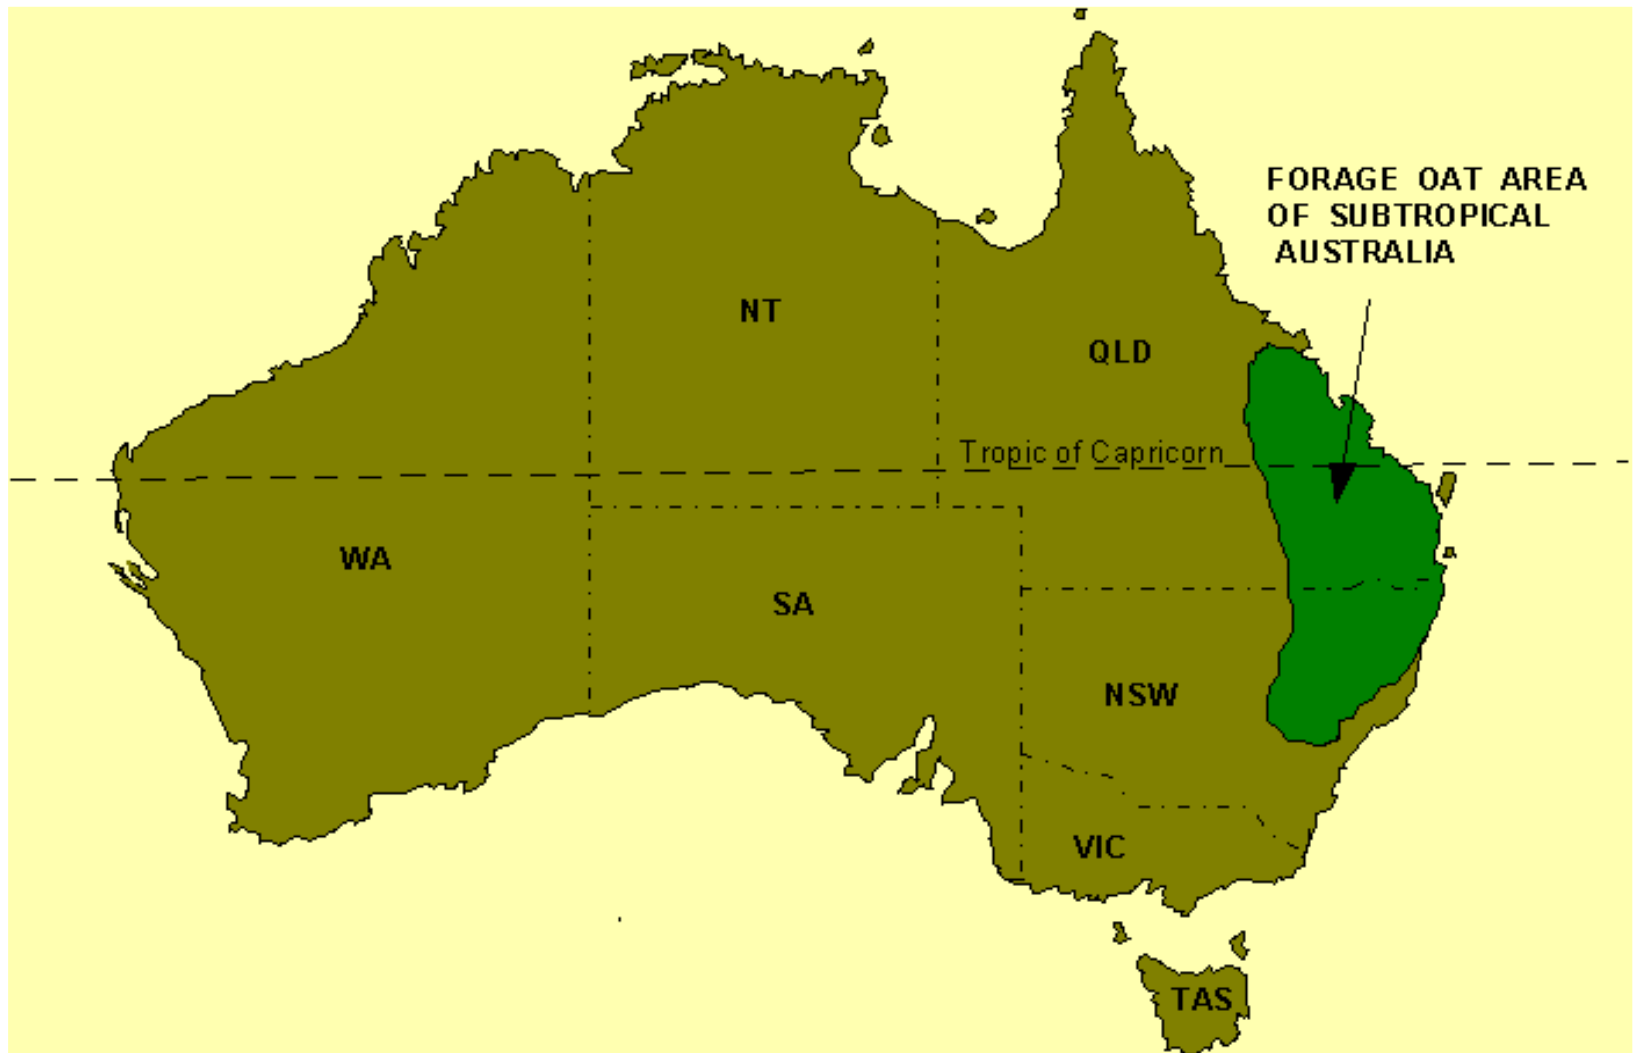 FORAGE OAT AREA
OF SUBTROPICAL
AUSTRALIA
NT
QLD
Tropic of Capricorn
WA
SA
NSW
VIC
TAS